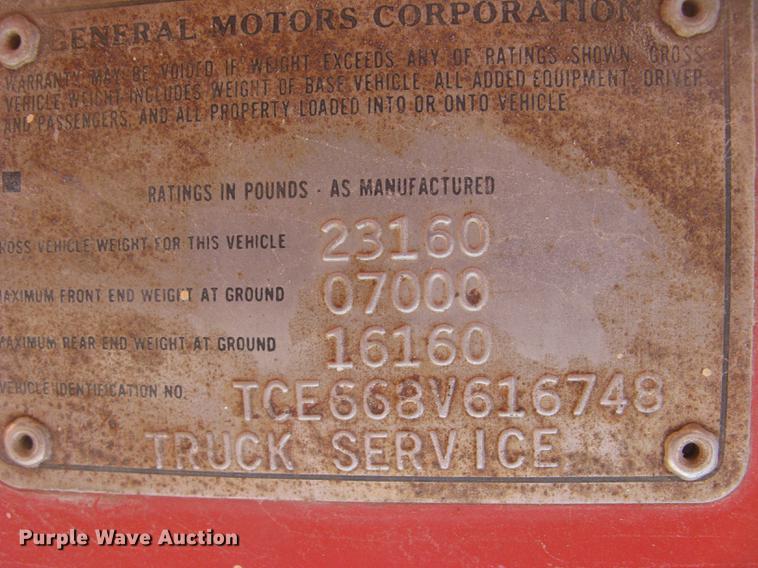 GENERAL MOTORS CORPORATION
WARRANTY MAY BE VOIDED IF WEIGHT EXCEEDS ANY OF RATINGS SHOWN. GROSS
VEHICLE WEIGHT INCLUDES WEIGHT OF BASE VEHICLE, ALL ADDED EQUIPMENT, DRIVER
AND PASSENGERS, AND ALL PROPERTY LOADED INTO OR ONTO VEHICLE.
RATINGS IN POUNDS - AS MANUFACTURED
GROSS VEHICLE WEIGHT FOR THIS VEHICLE 23160
MAXIMUM FRONT END WEIGHT AT GROUND 07000
MAXIMUM REAR END WEIGHT AT GROUND 16160
VEHICLE IDENTIFICATION NO. TCE668V616748
TRUCK SERVICE
Purple Wave Auction